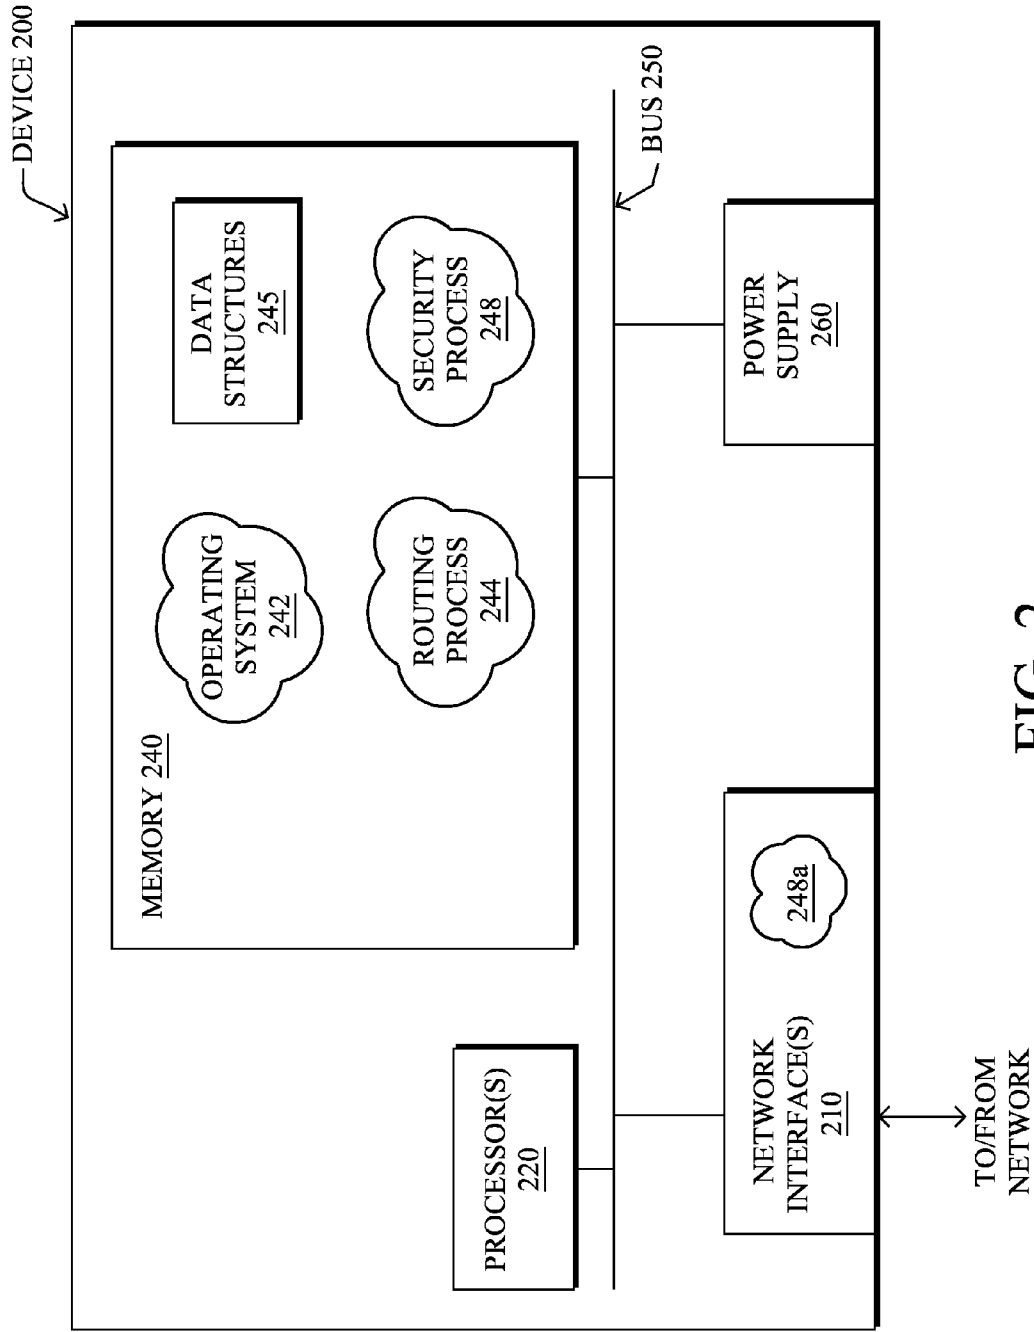 DEVICE 200
MEMORY 240
OPERATING
SYSTEM
242
DATA
STRUCTURES
245
ROUTING
PROCESS
244
SECURITY
PROCESS
248
PROCESSOR(S)
220
BUS 250
NETWORK
INTERFACE(S)
210
248a
POWER
SUPPLY
260
TO/FROM
NETWORK
FIG. 2